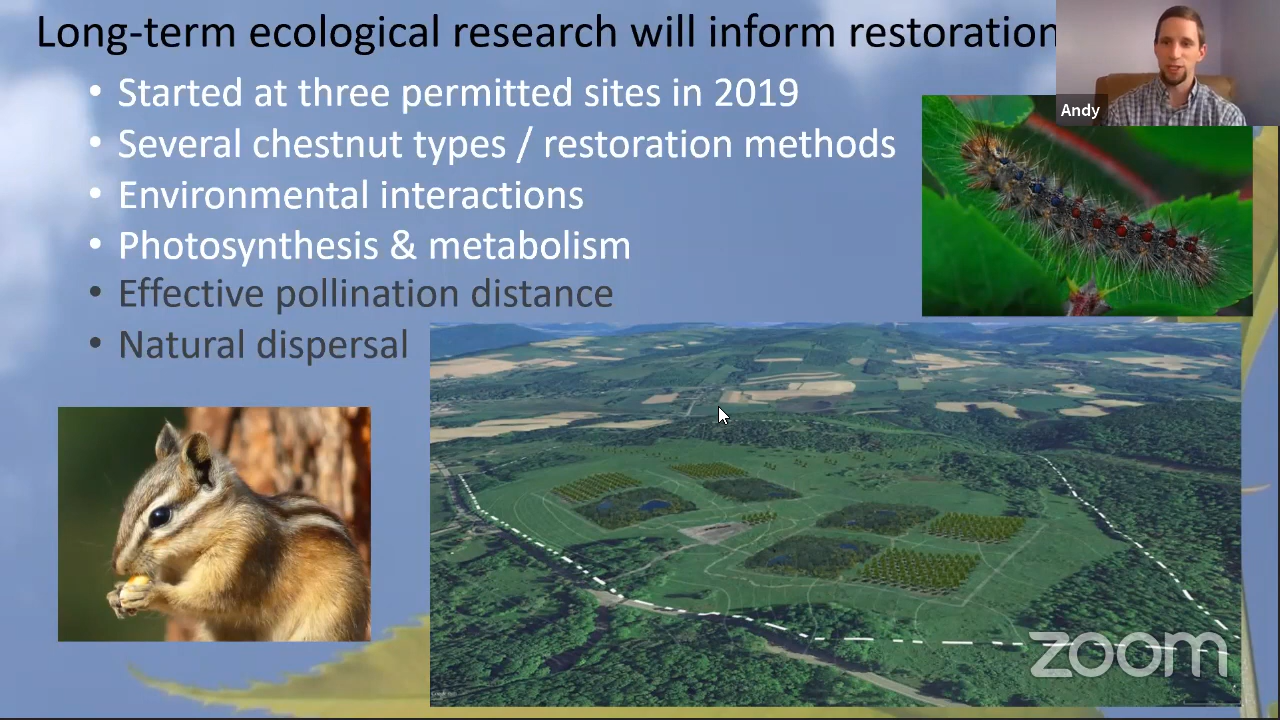 Long-term ecological research will inform restoration
Andy
• Started at three permitted sites in 2019
• Several chestnut types / restoration methods
• Environmental interactions
• Photosynthesis & metabolism
• Effective pollination distance
• Natural dispersal
zoom